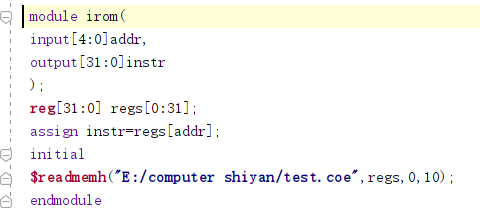 module irom(
input[4:0]addr,
output[31:0]instr
);
reg[31:0] regs[0:31];
assign instr=regs[addr];
initial
$readmemh("E:/computer shiyan/test.coe",regs,0,10);
endmodule